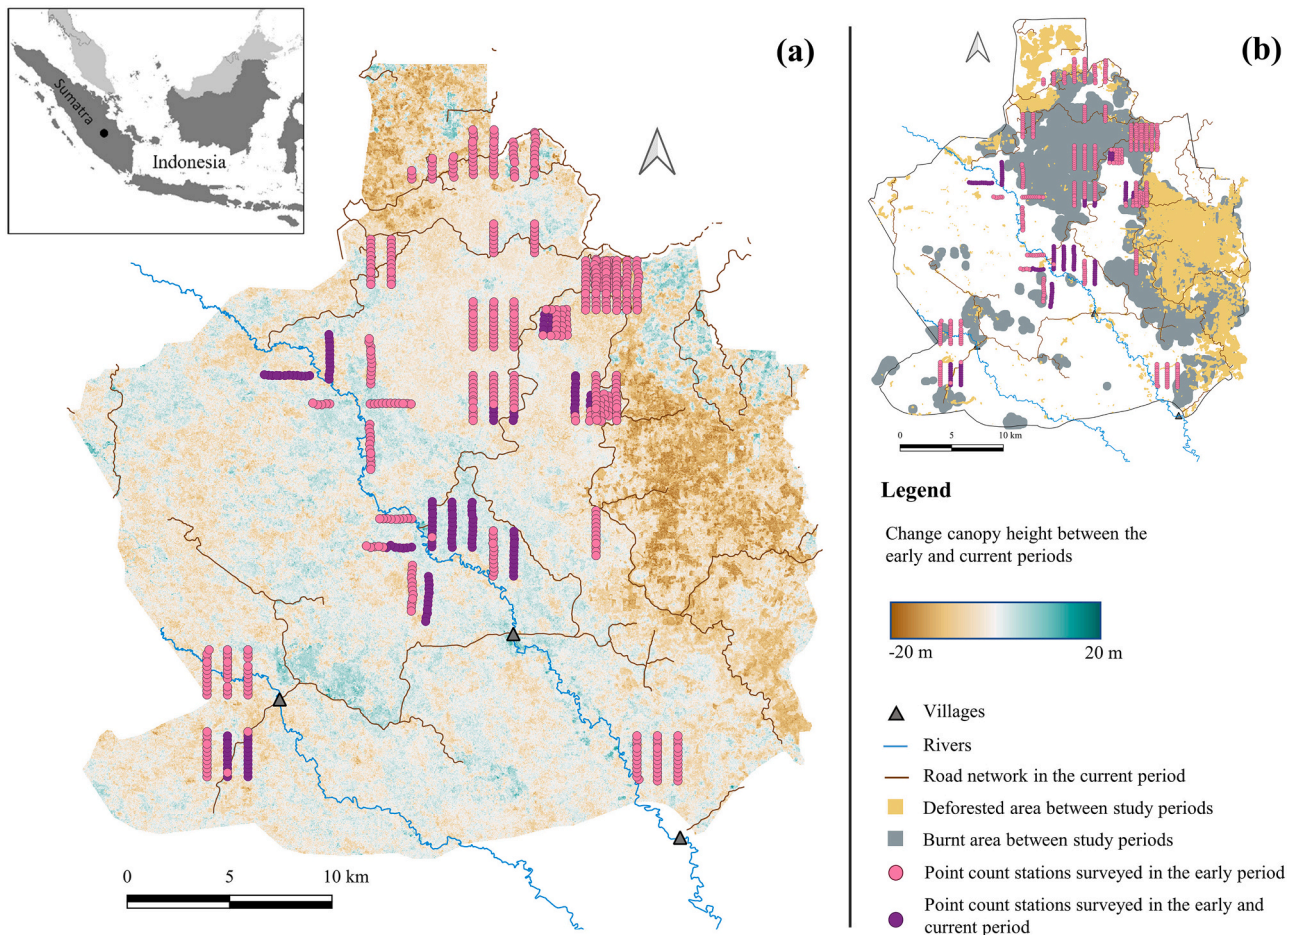 Sumatra
Indonesia
(a)
0 5 10 km
(b)
0 5 10 km
Legend
Change canopy height between the
early and current periods
-20 m 20 m
Villages
Rivers
Road network in the current period
Deforested area between study periods
Burnt area between study periods
Point count stations surveyed in the early period
Point count stations surveyed in the early and
current period